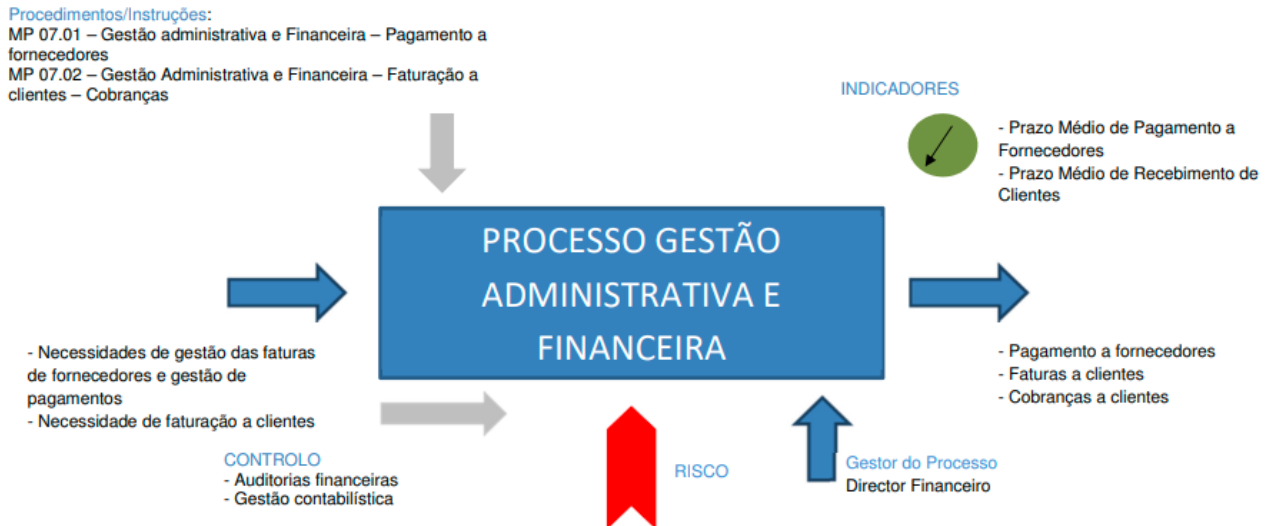 Procedimentos/Instruções:
MP 07.01 – Gestão administrativa e Financeira – Pagamento a
fornecedores
MP 07.02 – Gestão Administrativa e Financeira – Faturação a
clientes – Cobranças
INDICADORES
- Prazo Médio de Pagamento a
Fornecedores
- Prazo Médio de Recebimento de
Clientes
PROCESSO GESTÃO
ADMINISTRATIVA E
FINANCEIRA
- Necessidades de gestão das faturas
de fornecedores e gestão de
pagamentos
- Necessidade de faturação a clientes
- Pagamento a fornecedores
- Faturas a clientes
- Cobranças a clientes
CONTROLO
- Auditorias financeiras
- Gestão contabilística
RISCO
Gestor do Processo
Director Financeiro